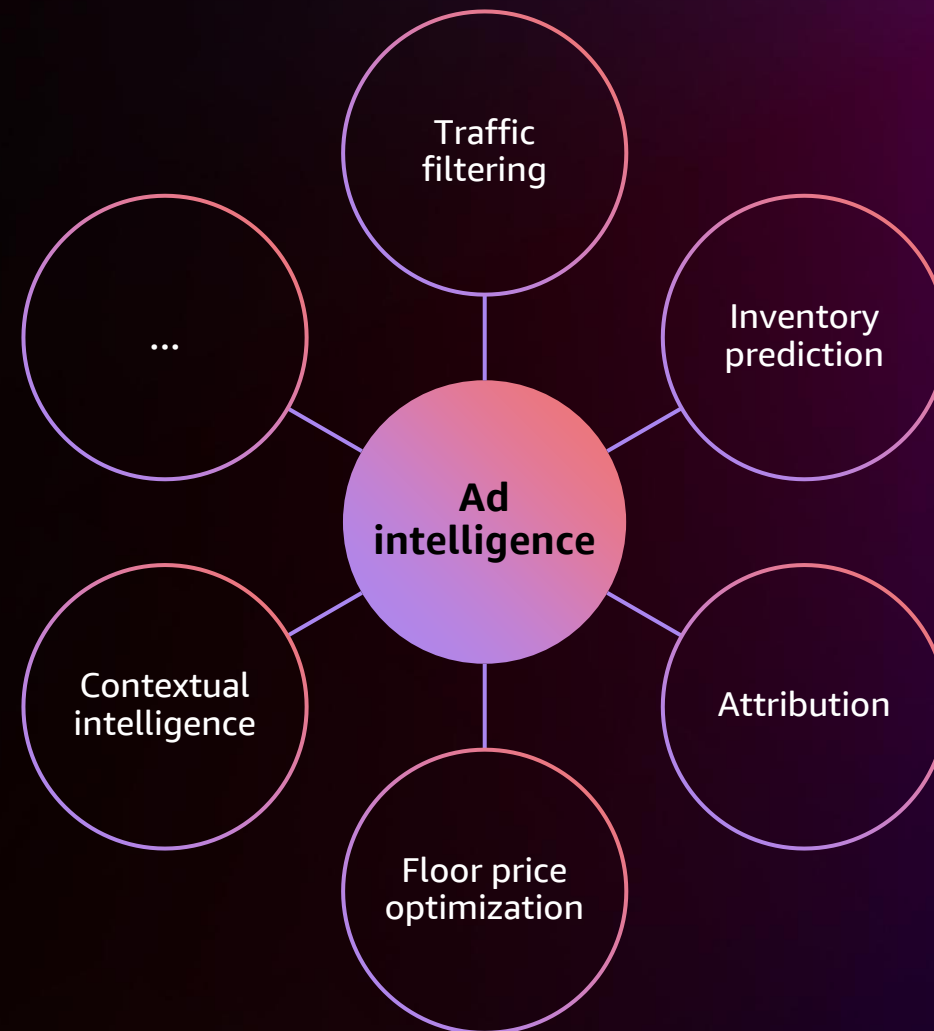 Traffic
filtering
...
Inventory
prediction
Ad
intelligence
Contextual
intelligence
Attribution
Floor price
optimization